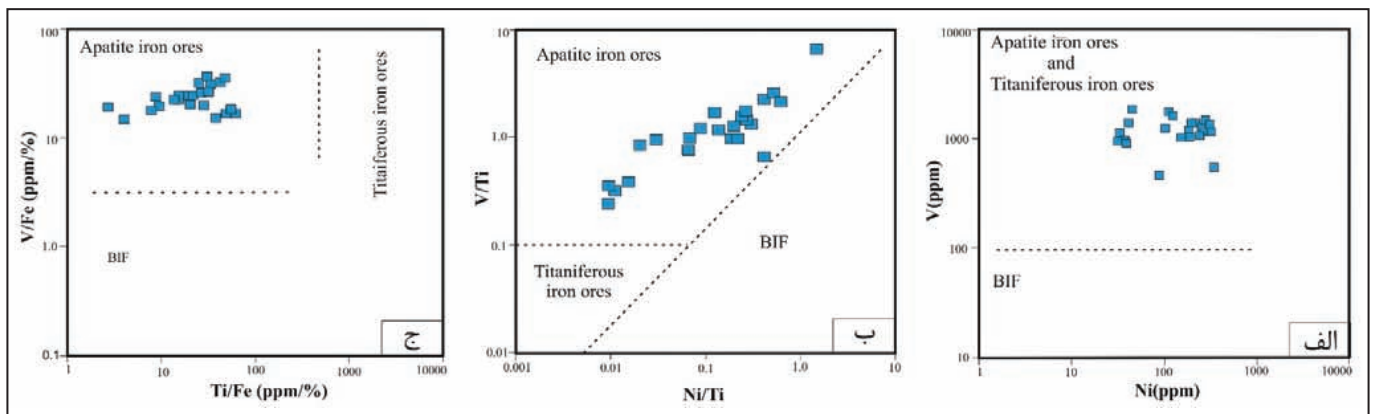 100
10
1.0
0.1
V/Fe (ppm/%)
Apatite iron ores
Titaiferous iron ores
BIF
ج
1 10 100 1000 10000
Ti/Fe (ppm/%)
10
1.0
0.1
0.01
V/Ti
Apatite iron ores
Titaniferous
iron ores
BIF
ب
0.001 0.01 0.1 1.0 10
Ni/Ti
10000
1000
100
10
V(ppm)
Apatite iron ores
and
Titaniferous iron ores
BIF
الف
1 10 100 1000 10000
Ni(ppm)